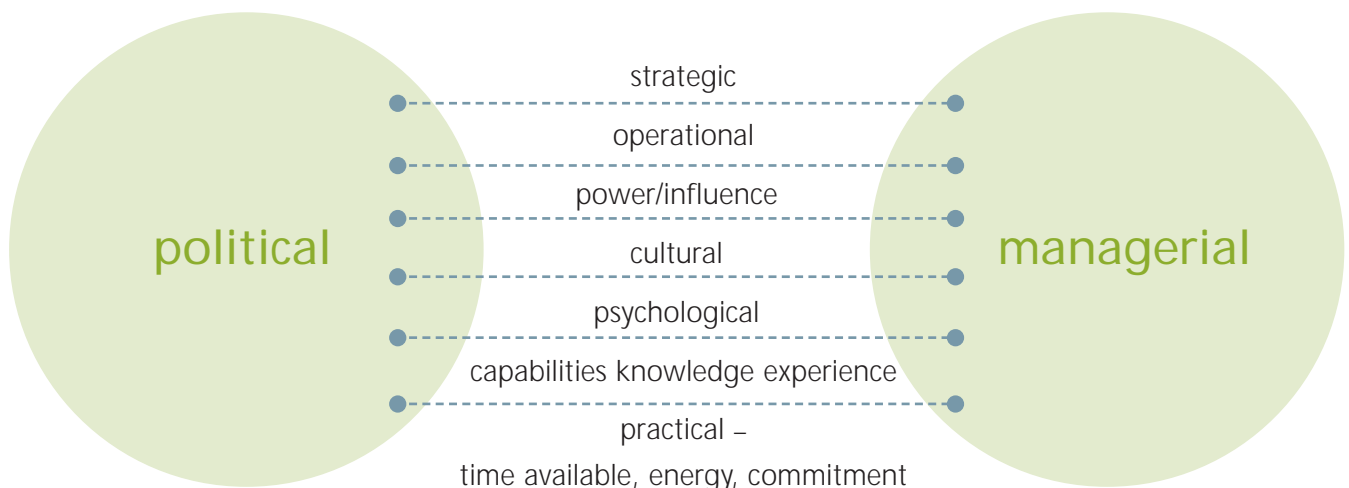 strategic
operational
power/influence
political
cultural
managerial
psychological
capabilities knowledge experience
practical –
time available, energy, commitment